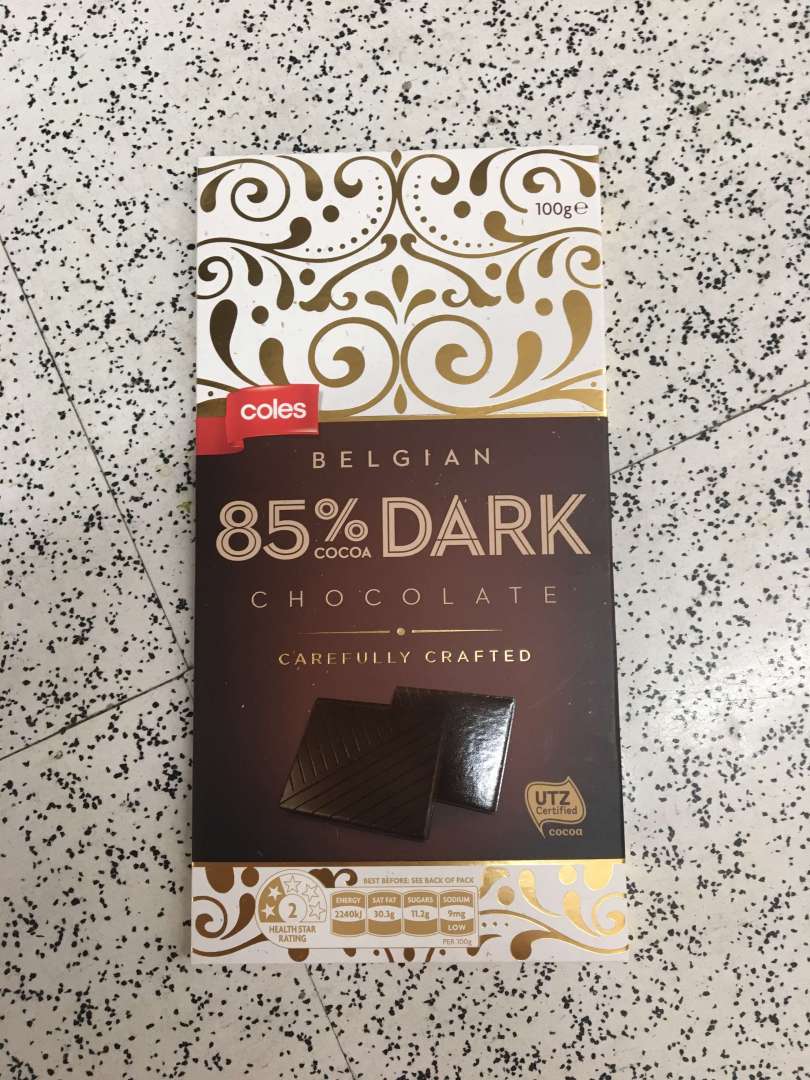 100g℮
coles
BELGIAN
85% COCOA DARK
CHOCOLATE
CAREFULLY CRAFTED
UTZ
Certified
cocoa
BEST BEFORE: SEE BACK OF PACK
2
HEALTH STAR
RATING
ENERGY SAT FAT SUGARS SODIUM
2240kJ 30.3g 11.2g 9mg
LOW
PER 100g